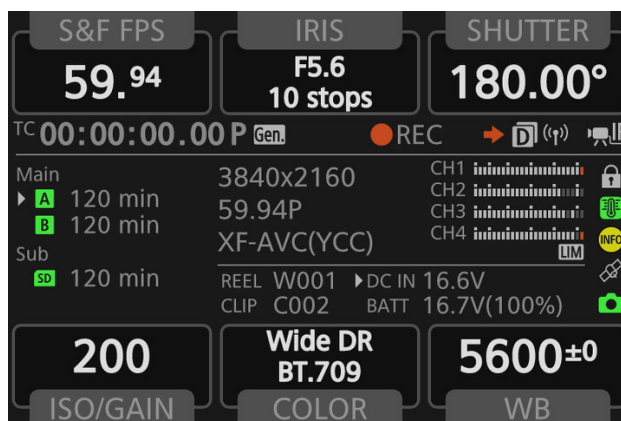 S&F FPS IRIS SHUTTER
59.94 F5.6 180.00°
10 stops
TC 00:00:00.00 P Gen. REC D
Main 3840x2160 CH1
A 120 min 59.94P CH2
B 120 min XF-AVC(YCC) CH3
CH4
Sub LIM INFO
SD 120 min REEL W001 DC IN 16.6V
CLIP C002 BATT 16.7V(100%)
200 Wide DR 5600±0
BT.709
ISO/GAIN COLOR WB